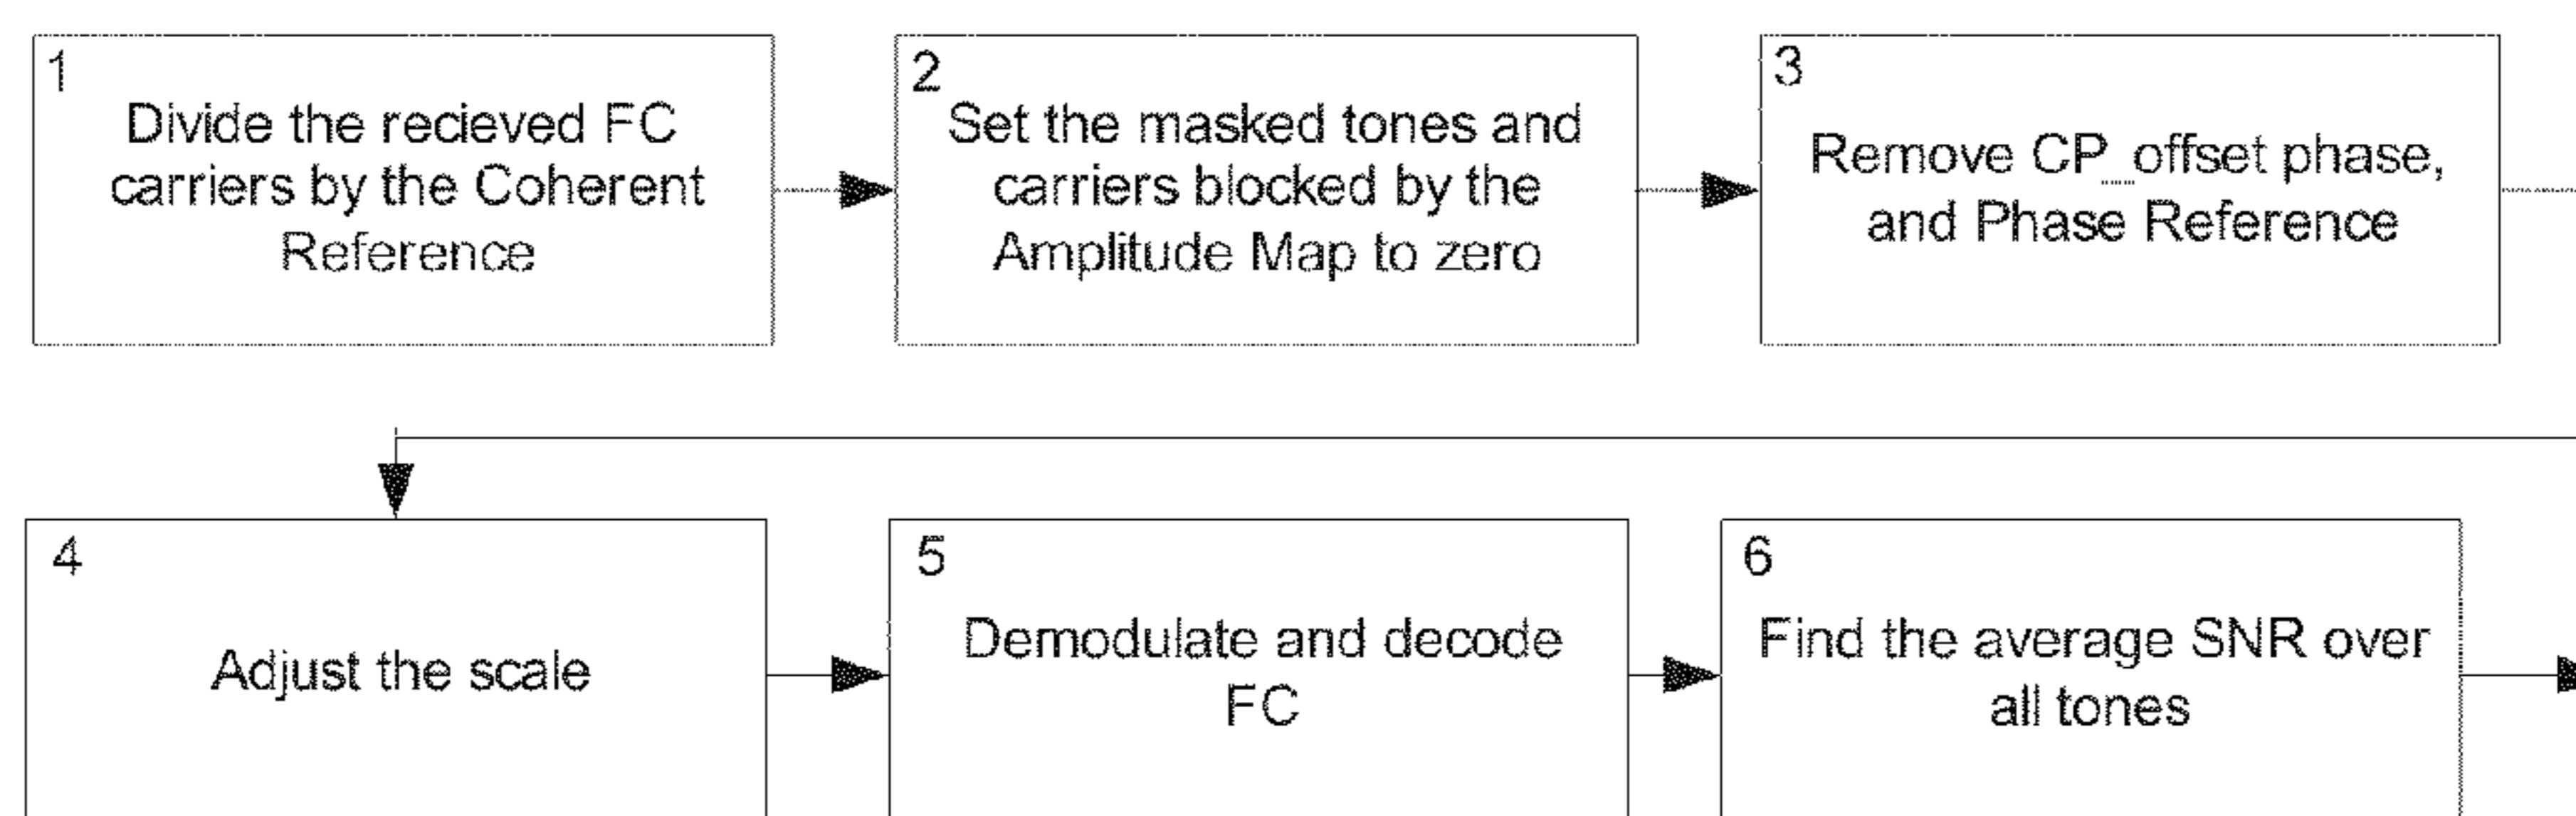 1
Divide the recieved FC
carriers by the Coherent
Reference
2
Set the masked tones and
carriers blocked by the
Amplitude Map to zero
3
Remove CP_offset phase,
and Phase Reference
4
Adjust the scale
5
Demodulate and decode
FC
6
Find the average SNR over
all tones